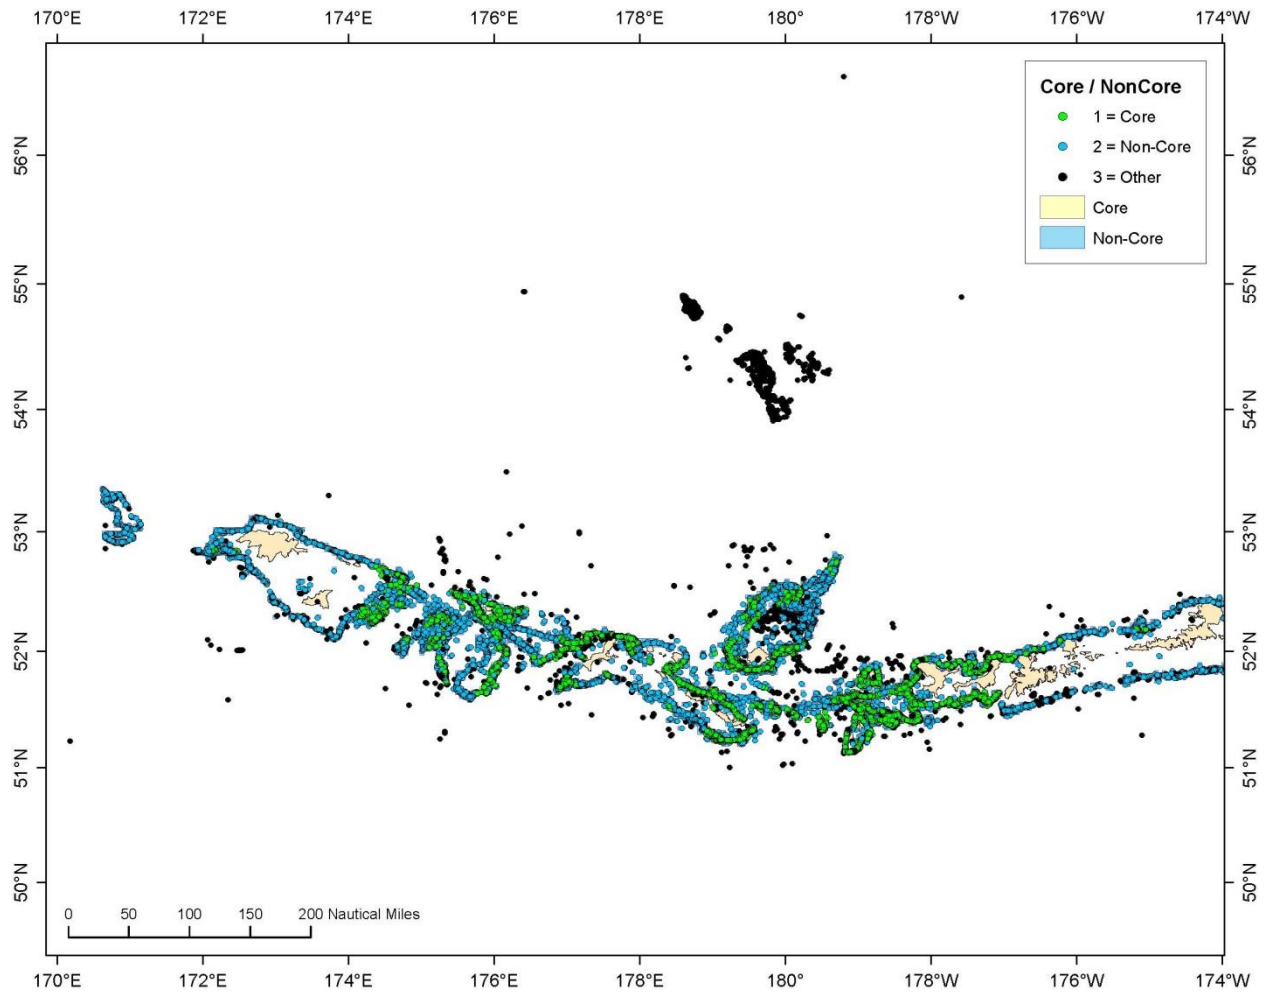 170°E 172°E 174°E 176°E 178°E 180° 178°W 176°W 174°W
Core / NonCore
1 = Core
2 = Non-Core
3 = Other
Core
Non-Core
56°N 56°N
55°N 55°N
54°N 54°N
53°N 53°N
52°N 52°N
51°N 51°N
50°N 50°N
0 50 100 150 200 Nautical Miles
170°E 172°E 174°E 176°E 178°E 180° 178°W 176°W 174°W